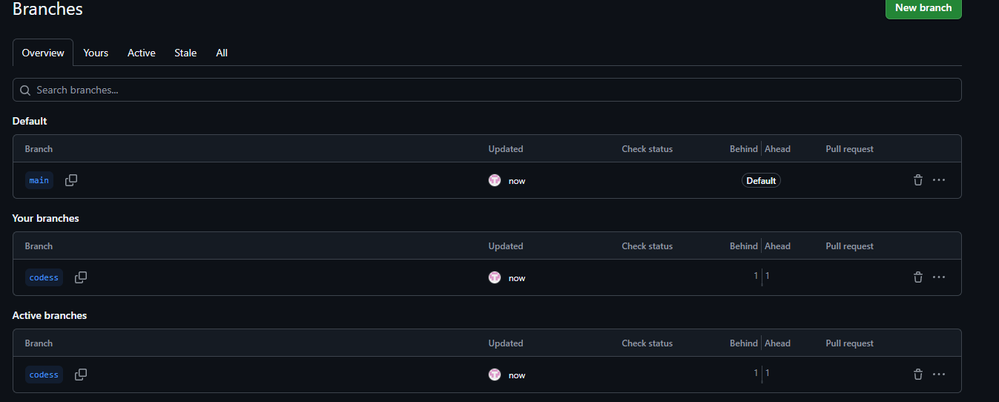 Branches
New branch
Overview Yours Active Stale All
Search branches...
Default
Branch Updated Check status Behind Ahead Pull request
main now Default
Your branches
Branch Updated Check status Behind Ahead Pull request
codess now 1 1
Active branches
Branch Updated Check status Behind Ahead Pull request
codess now 1 1